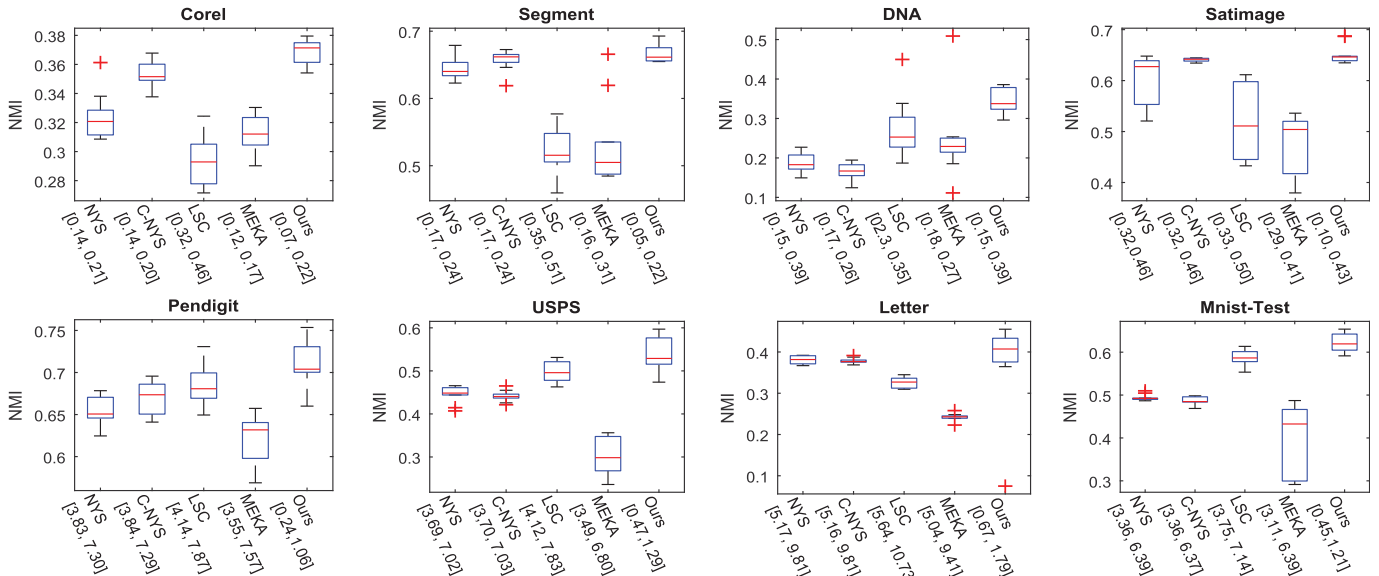 Corel
NMI
0.38
0.36
0.34
0.32
0.3
0.28
NYS
[0.14, 0.21]
C-NYS
[0.14, 0.20]
LSC
[0.32, 0.46]
MEKA
[0.12, 0.17]
Ours
[0.07, 0.22]
Segment
NMI
0.7
0.6
0.5
NYS
[0.17, 0.24]
C-NYS
[0.17, 0.24]
LSC
[0.35, 0.51]
MEKA
[0.16, 0.31]
Ours
[0.05, 0.22]
DNA
NMI
0.5
0.4
0.3
0.2
0.1
NYS
[0.15, 0.39]
C-NYS
[0.17, 0.26]
LSC
[02.3, 0.35]
MEKA
[0.18, 0.27]
Ours
[0.15, 0.39]
Satimage
NMI
0.7
0.6
0.5
0.4
NYS
[0.32,0.46]
C-NYS
[0.32, 0.46]
LSC
[0.33, 0.50]
MEKA
[0.29, 0.41]
Ours
[0.10, 0.43]
Pendigit
NMI
0.75
0.7
0.65
0.6
NYS
[3.83, 7.30]
C-NYS
[3.84, 7.29]
LSC
[4.14, 7.87]
MEKA
[3.55, 7.57]
Ours
[0.24, 1.06]
USPS
NMI
0.6
0.5
0.4
0.3
NYS
[3.69, 7.02]
C-NYS
[3.70, 7.03]
LSC
[4.12, 7.83]
MEKA
[3.49, 6.80]
Ours
[0.47, 1.29]
Letter
NMI
0.4
0.3
0.2
0.1
NYS
[5.17, 9.81]
C-NYS
[5.16, 9.81]
LSC
[5.64, 10.73
MEKA
[5.04, 9.41]
Ours
[0.67, 1.79]
Mnist-Test
NMI
0.6
0.5
0.4
0.3
NYS
[3.36, 6.39]
C-NYS
[3.36, 6.37]
LSC
[3.75, 7.14]
MEKA
[3.11, 6.39]
Ours
[0.45, 1.21]